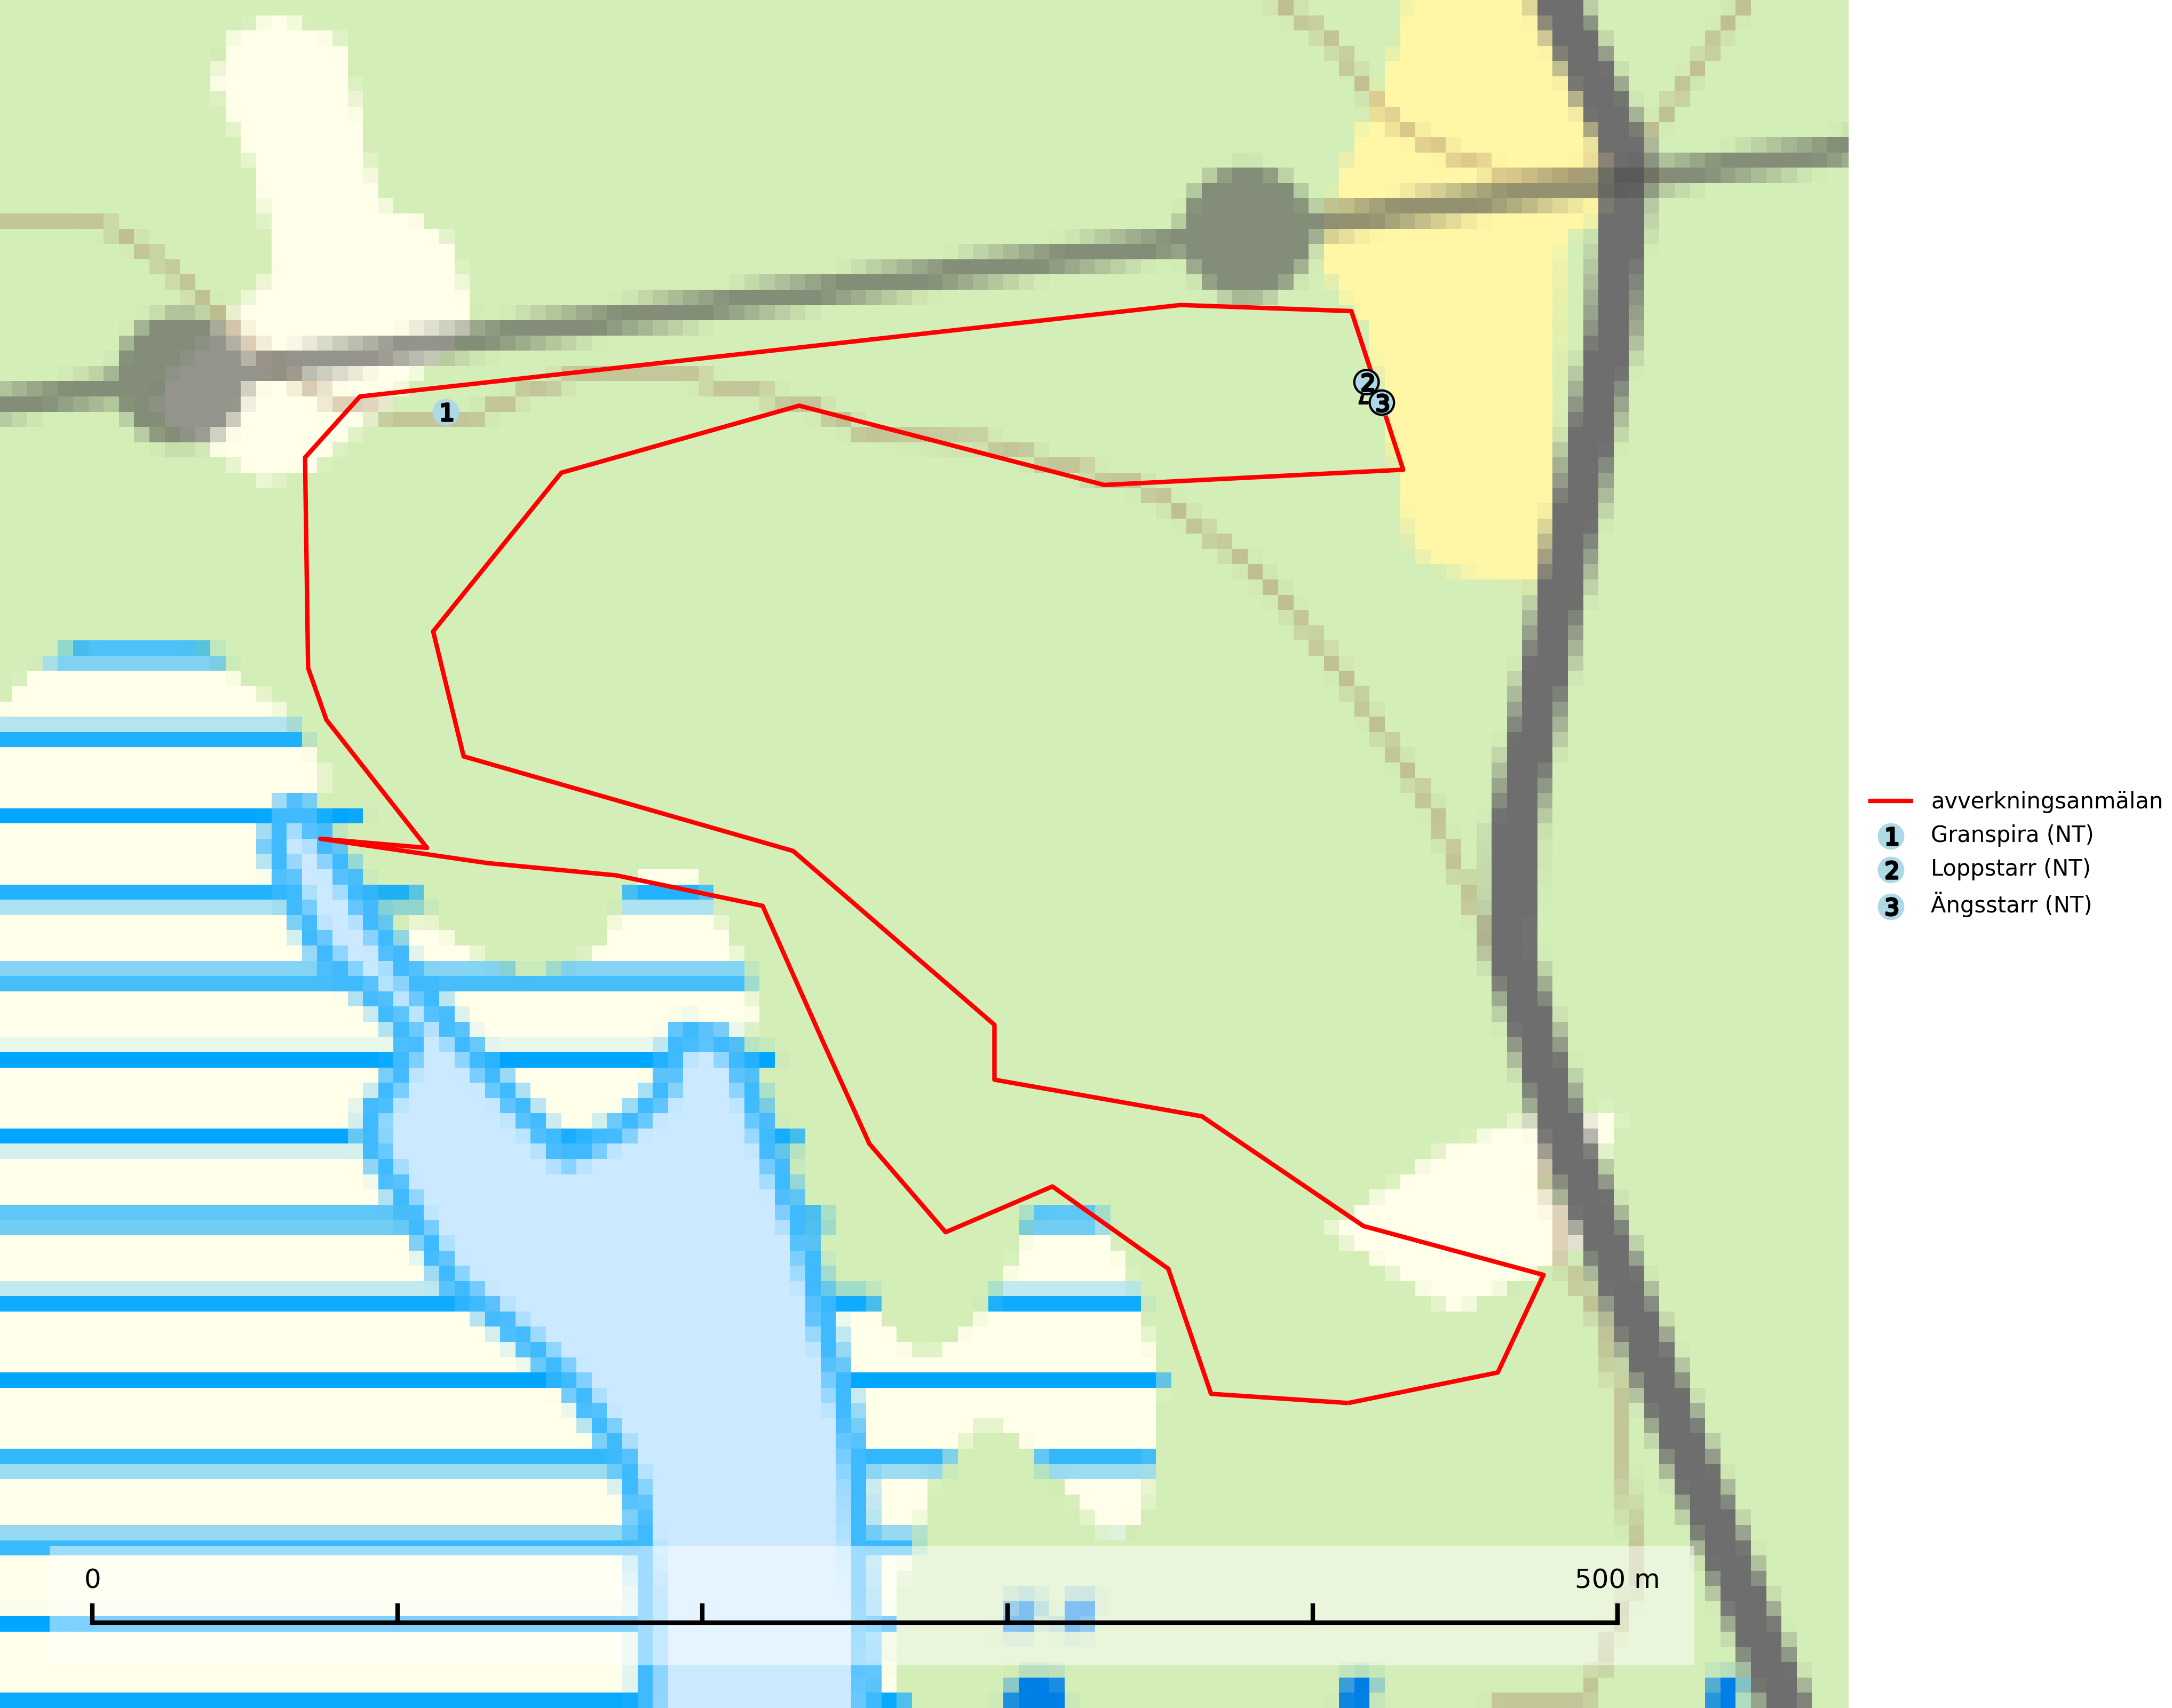 2
3
1
avverkningsanmälan
1 Granspira (NT)
2 Loppstarr (NT)
3 Ängsstarr (NT)
0 500 m